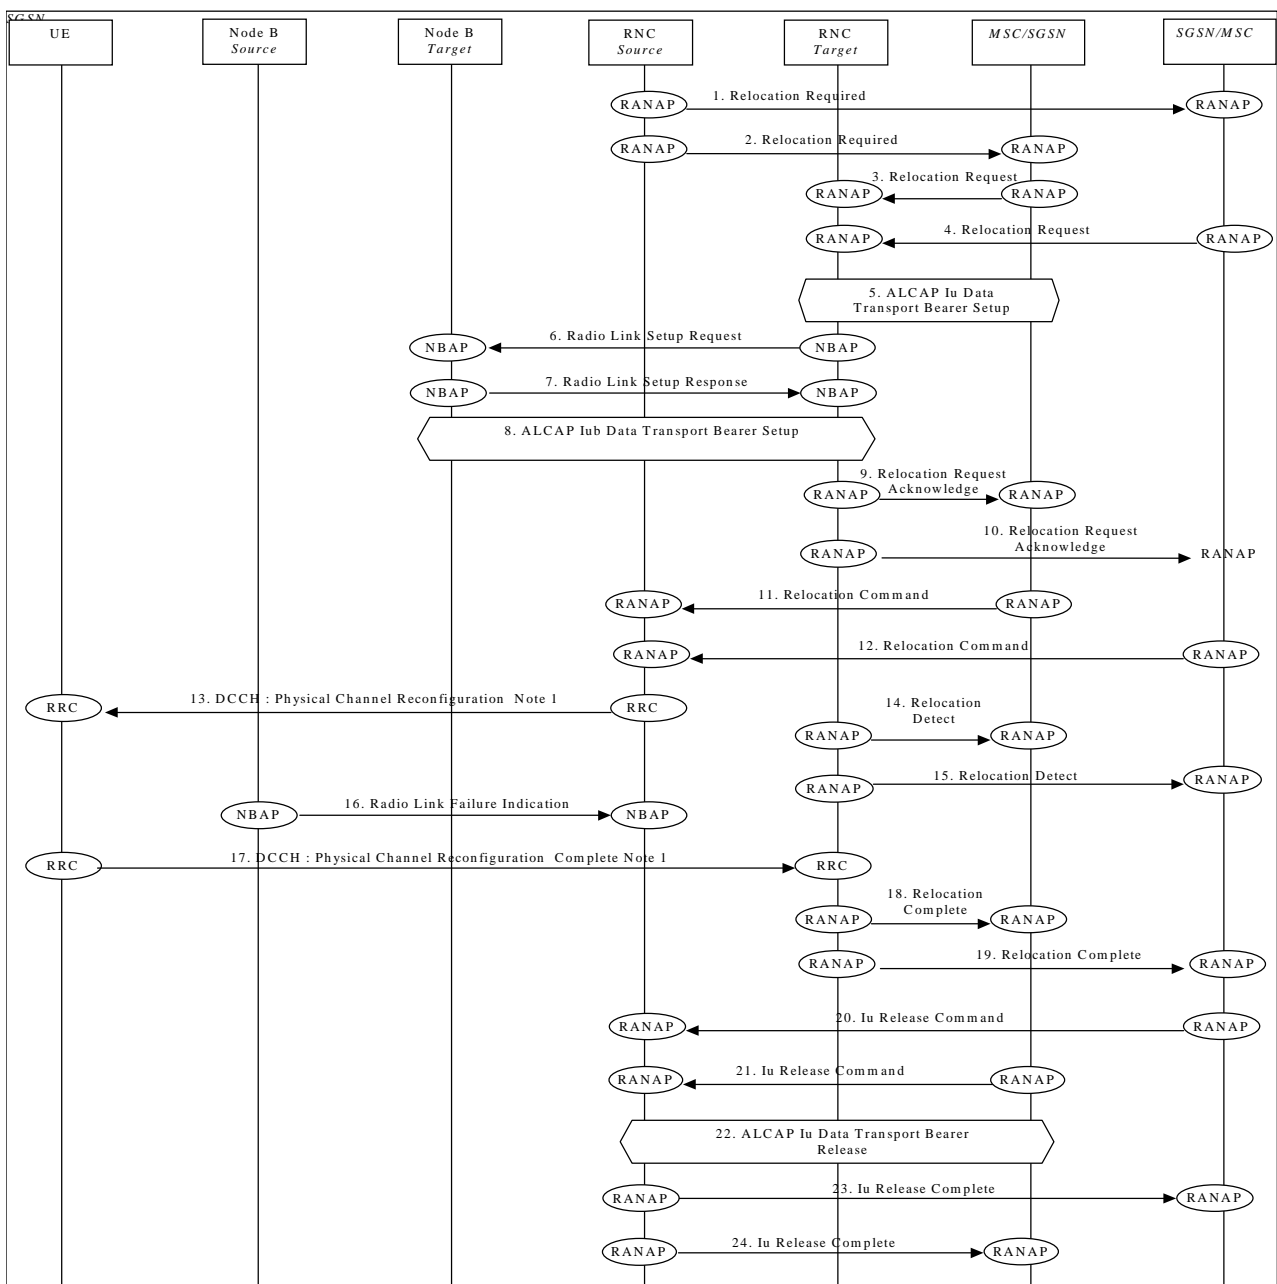 SGSN
UE
Node B
Source
Node B
Target
RNC
Source
RNC
Target
MSC/SGSN
SGSN/MSC
RANAP 1. Relocation Required RANAP
RANAP 2. Relocation Required RANAP
RANAP 3. Relocation Request RANAP
RANAP 4. Relocation Request RANAP
5. ALCAP Iu Data
Transport Bearer Setup
NBAP 6. Radio Link Setup Request NBAP
NBAP 7. Radio Link Setup Response NBAP
8. ALCAP Iub Data Transport Bearer Setup
9. Relocation Request
RANAP Acknowledge RANAP
10. Relocation Request
RANAP Acknowledge RANAP
RANAP 11. Relocation Command RANAP
RANAP 12. Relocation Command RANAP
RRC 13. DCCH : Physical Channel Reconfiguration Note 1 RRC
14. Relocation
Detect
RANAP RANAP
RANAP 15. Relocation Detect RANAP
NBAP 16. Radio Link Failure Indication NBAP
RRC 17. DCCH : Physical Channel Reconfiguration Complete Note 1 RRC
18. Relocation
Complete
RANAP RANAP
RANAP 19. Relocation Complete RANAP
RANAP 20. Iu Release Command RANAP
RANAP 21. Iu Release Command RANAP
22. ALCAP Iu Data Transport Bearer
Release
RANAP 23. Iu Release Complete RANAP
RANAP 24. Iu Release Complete RANAP